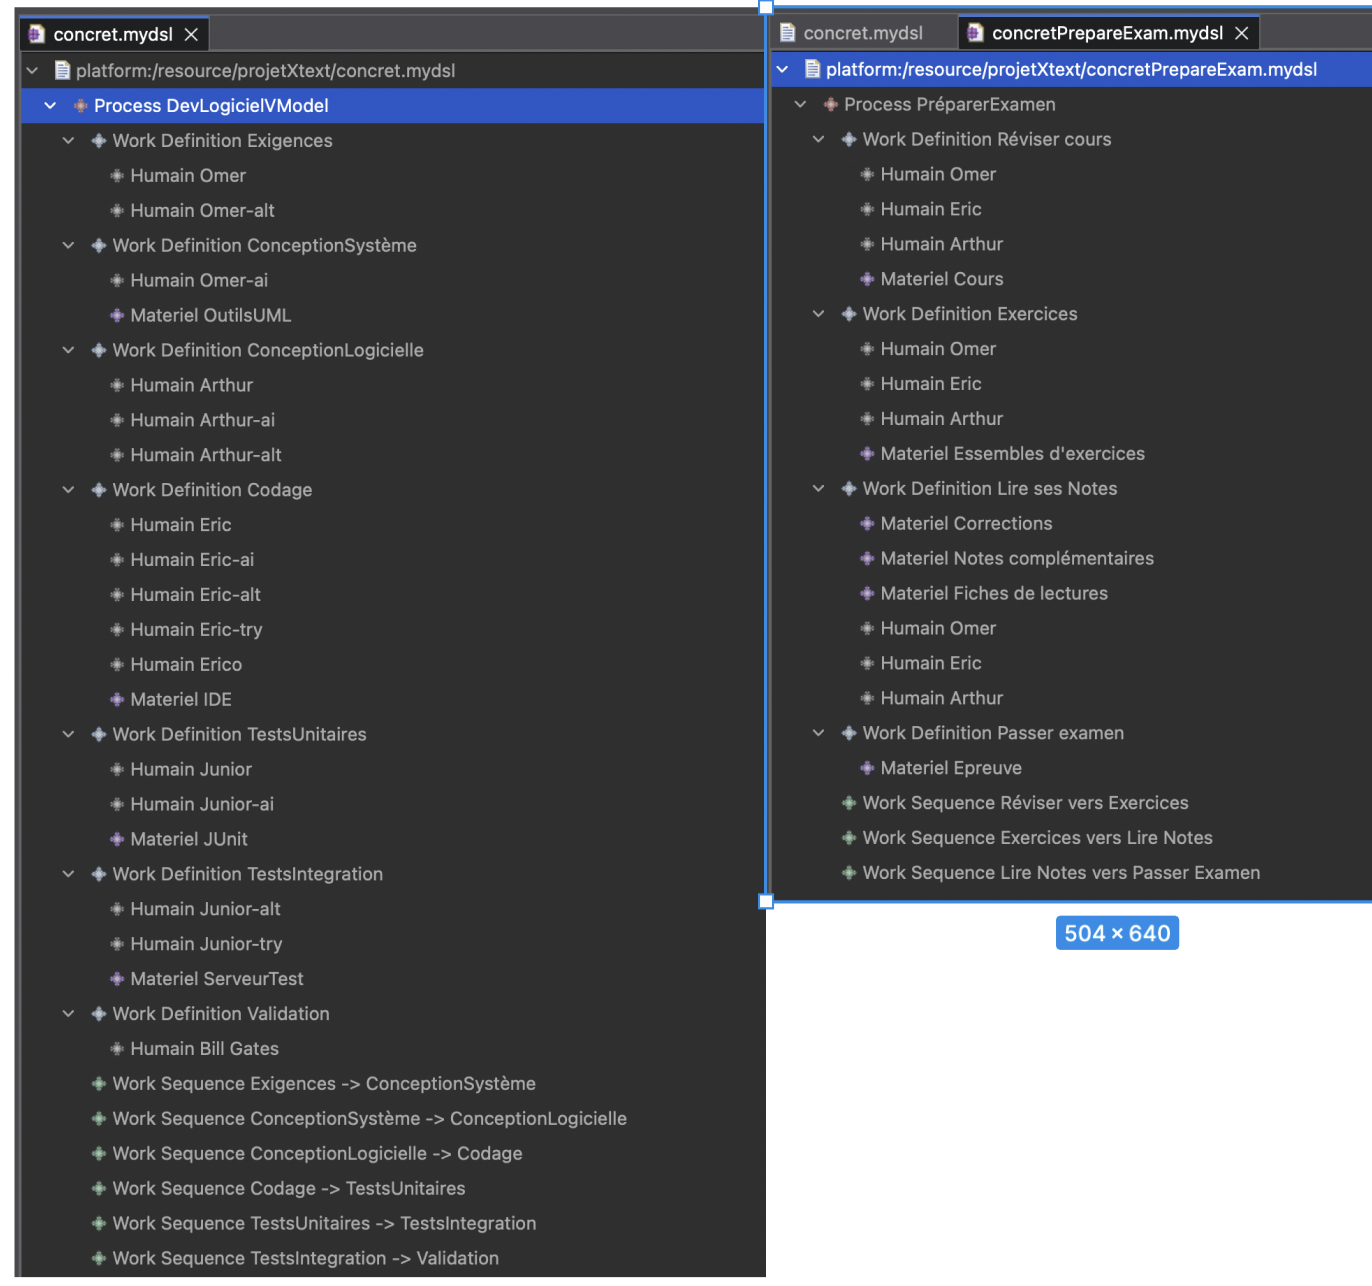 concret.mydsl
platform:/resource/projetXtext/concret.mydsl
Process DevLogicielVModel
Work Definition Exigences
Humain Omer
Humain Omer-alt
Work Definition ConceptionSystème
Humain Omer-ai
Materiel OutilsUML
Work Definition ConceptionLogicielle
Humain Arthur
Humain Arthur-ai
Humain Arthur-alt
Work Definition Codage
Humain Eric
Humain Eric-ai
Humain Eric-alt
Humain Eric-try
Humain Erico
Materiel IDE
Work Definition TestsUnitaires
Humain Junior
Humain Junior-ai
Materiel JUnit
Work Definition TestsIntegration
Humain Junior-alt
Humain Junior-try
Materiel ServeurTest
Work Definition Validation
Humain Bill Gates
Work Sequence Exigences -> ConceptionSystème
Work Sequence ConceptionSystème -> ConceptionLogicielle
Work Sequence ConceptionLogicielle -> Codage
Work Sequence Codage -> TestsUnitaires
Work Sequence TestsUnitaires -> TestsIntegration
Work Sequence TestsIntegration -> Validation
concret.mydsl
concretPrepareExam.mydsl
platform:/resource/projetXtext/concretPrepareExam.mydsl
Process PréparerExamen
Work Definition Réviser cours
Humain Omer
Humain Eric
Humain Arthur
Materiel Cours
Work Definition Exercices
Humain Omer
Humain Eric
Humain Arthur
Materiel Essembles d'exercices
Work Definition Lire ses Notes
Materiel Corrections
Materiel Notes complémentaires
Materiel Fiches de lectures
Humain Omer
Humain Eric
Humain Arthur
Work Definition Passer examen
Materiel Epreuve
Work Sequence Réviser vers Exercices
Work Sequence Exercices vers Lire Notes
Work Sequence Lire Notes vers Passer Examen
504 × 640